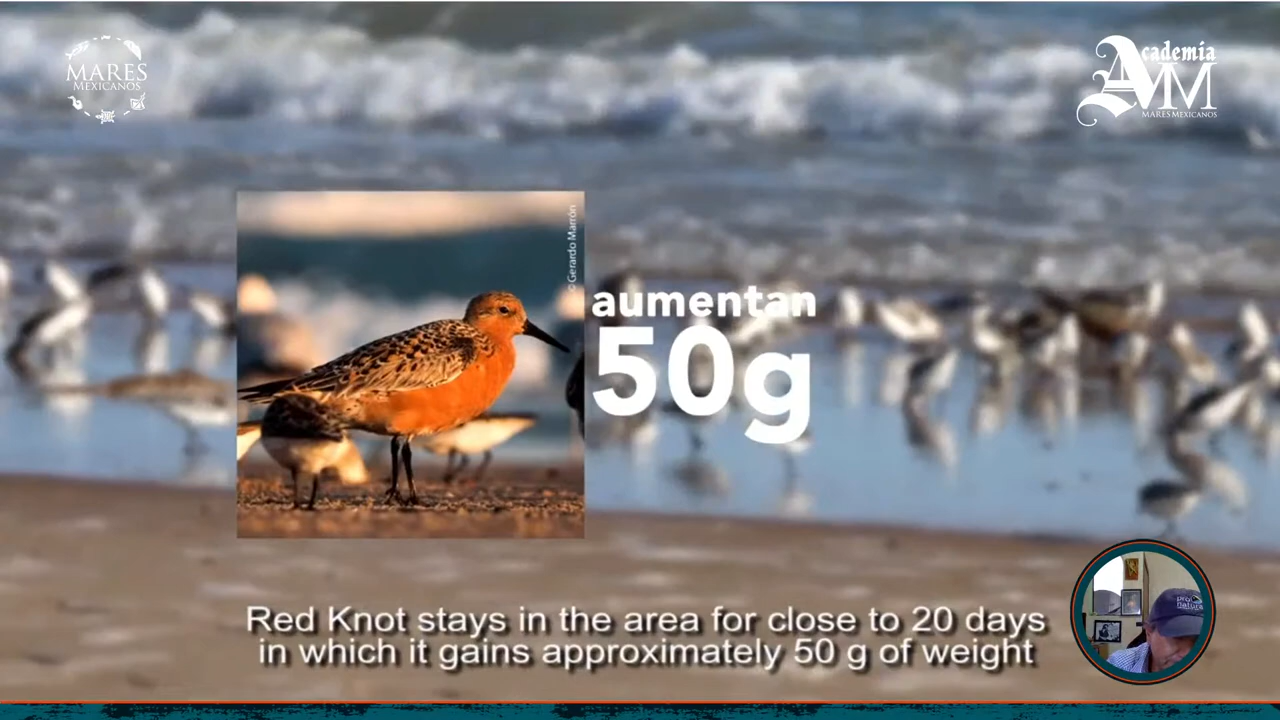 MARES
MEXICANOS
Academia
MM
MARES MEXICANOS
© Gerardo Marrón
aumentan
50g
pro
natura
Red Knot stays in the area for close to 20 days
in which it gains approximately 50 g of weight